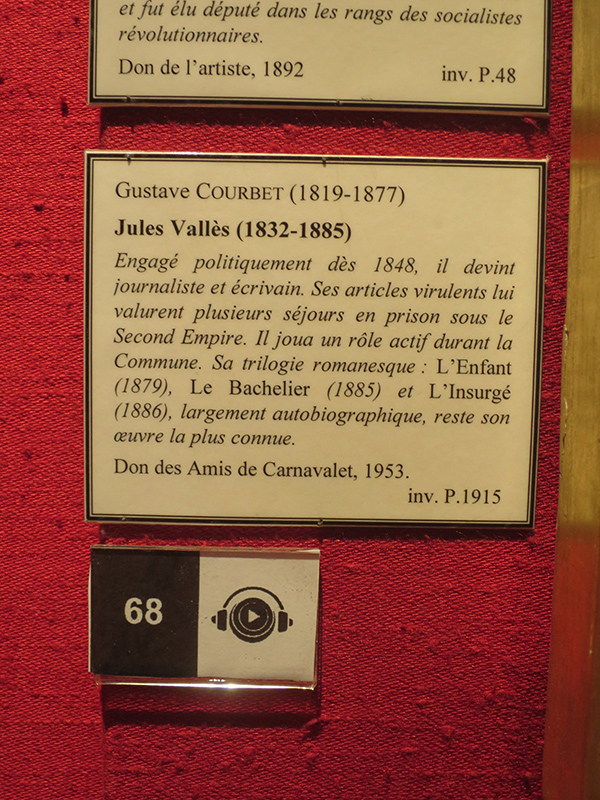 et fut élu député dans les rangs des socialistes
révolutionnaires.
Don de l'artiste, 1892
inv. P.48
Gustave COURBET (1819-1877)
Jules Vallès (1832-1885)
Engagé politiquement dès 1848, il devint
journaliste et écrivain. Ses articles virulents lui
valurent plusieurs séjours en prison sous le
Second Empire. Il joua un rôle actif durant la
Commune. Sa trilogie romanesque : L'Enfant
(1879), Le Bachelier (1885) et L'Insurgé
(1886), largement autobiographique, reste son
œuvre la plus connue.
Don des Amis de Carnavalet, 1953.
inv. P.1915
68